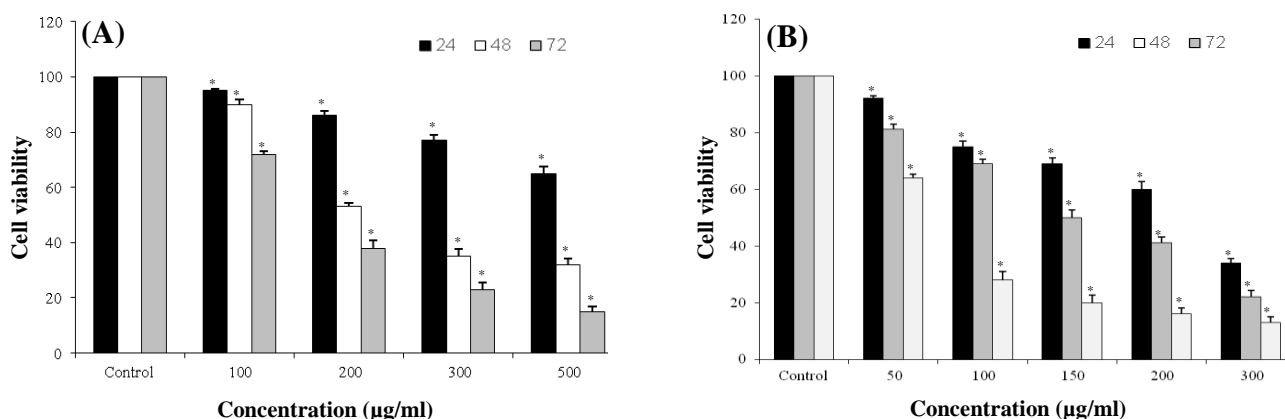 (A)
24 48 72
120
100
80
60
40
20
0
Cell viability
* * * * * * * * * * * *
Control 100 200 300 500
Concentration (µg/ml)
(B)
24 48 72
120
100
80
60
40
20
0
Cell viability
* * * * * * * * * * * * * * *
Control 50 100 150 200 300
Concentration (µg/ml)